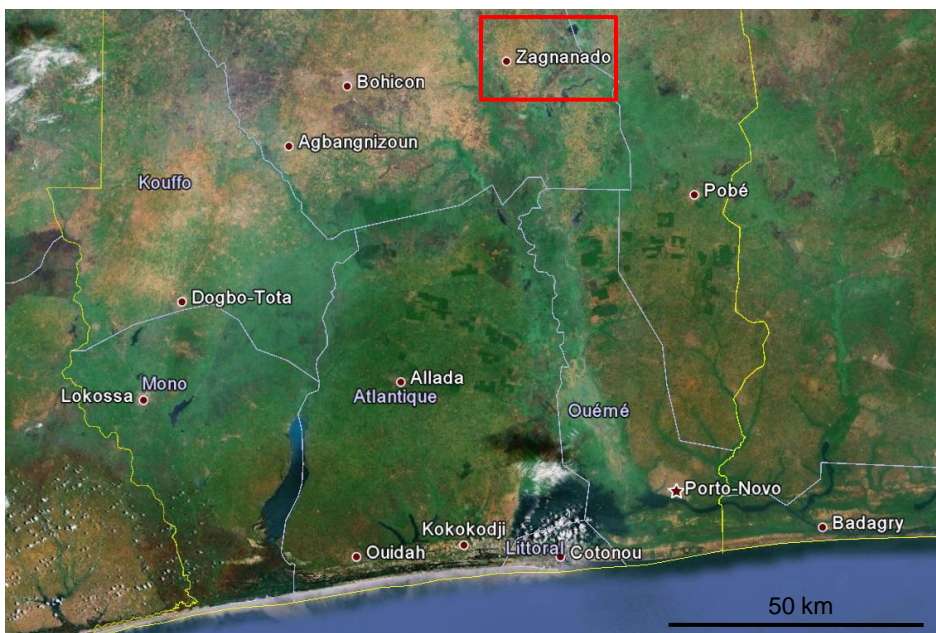 Zagnanado
Bohicon
Agbangnizoun
Kouffo
Pobé
Dogbo-Tota
Allada
Mono
Atlantique
Lokossa
Ouémé
Porto-Novo
Kokokodji
Badagry
Ouidah
Littoral
Cotonou
50 km